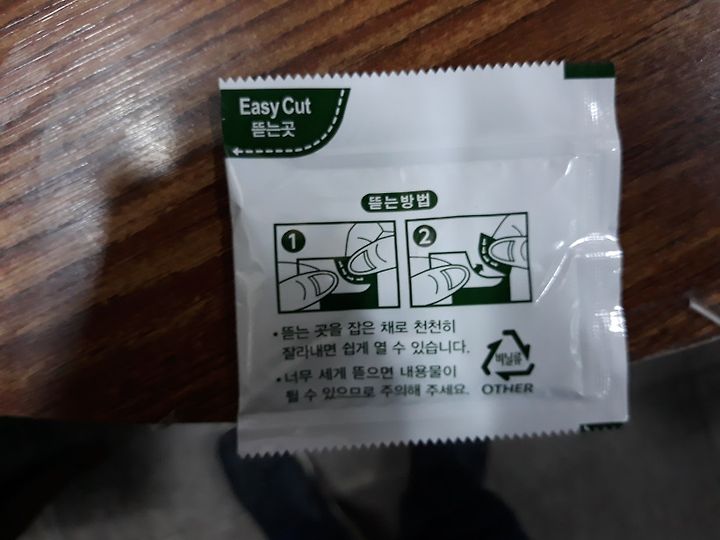 Easy Cut
뜯는곳
뜯는방법
1
2
• 뜯는 곳을 잡은 채로 천천히
잘라내면 쉽게 열 수 있습니다.
• 너무 세게 뜯으면 내용물이
튈 수 있으므로 주의해 주세요.
비닐류
OTHER